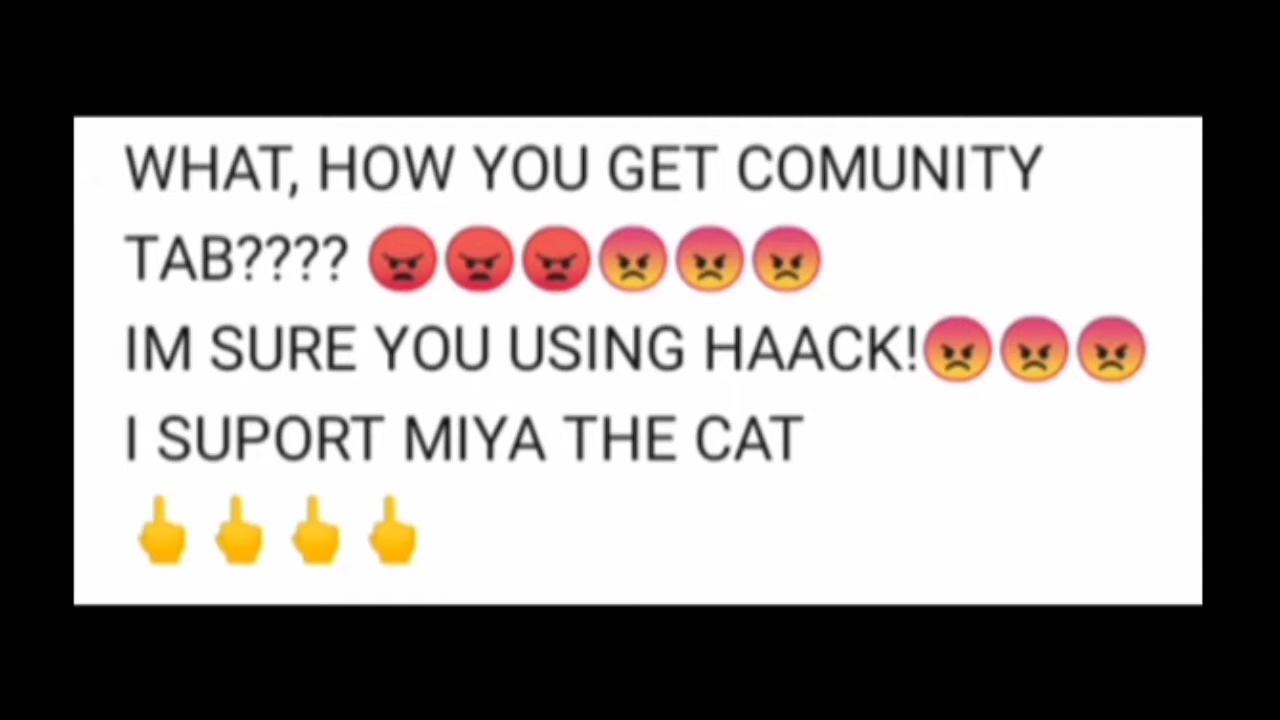 WHAT, HOW YOU GET COMUNITY
TAB???? 😡😡😡😡😡😡
IM SURE YOU USING HAACK!😡😡😡
I SUPORT MIYA THE CAT
🖕🖕🖕🖕